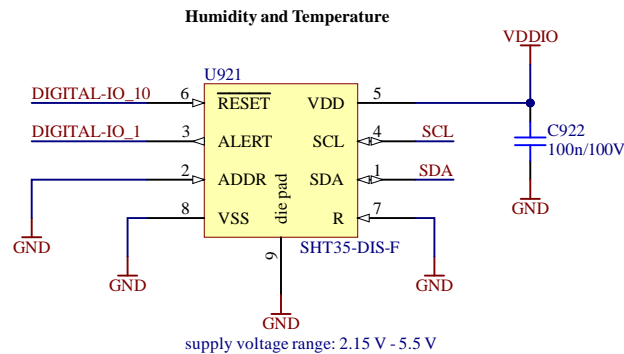 Humidity and Temperature
VDDIO
U921
DIGITAL-IO_10
6
RESET
VDD
5
DIGITAL-IO_1
3
ALERT
SCL
4
SCL
C922
100n/100V
2
ADDR
SDA
1
SDA
8
VSS
die pad
R
7
GND
GND
9
SHT35-DIS-F
GND
GND
GND
supply voltage range: 2.15 V - 5.5 V